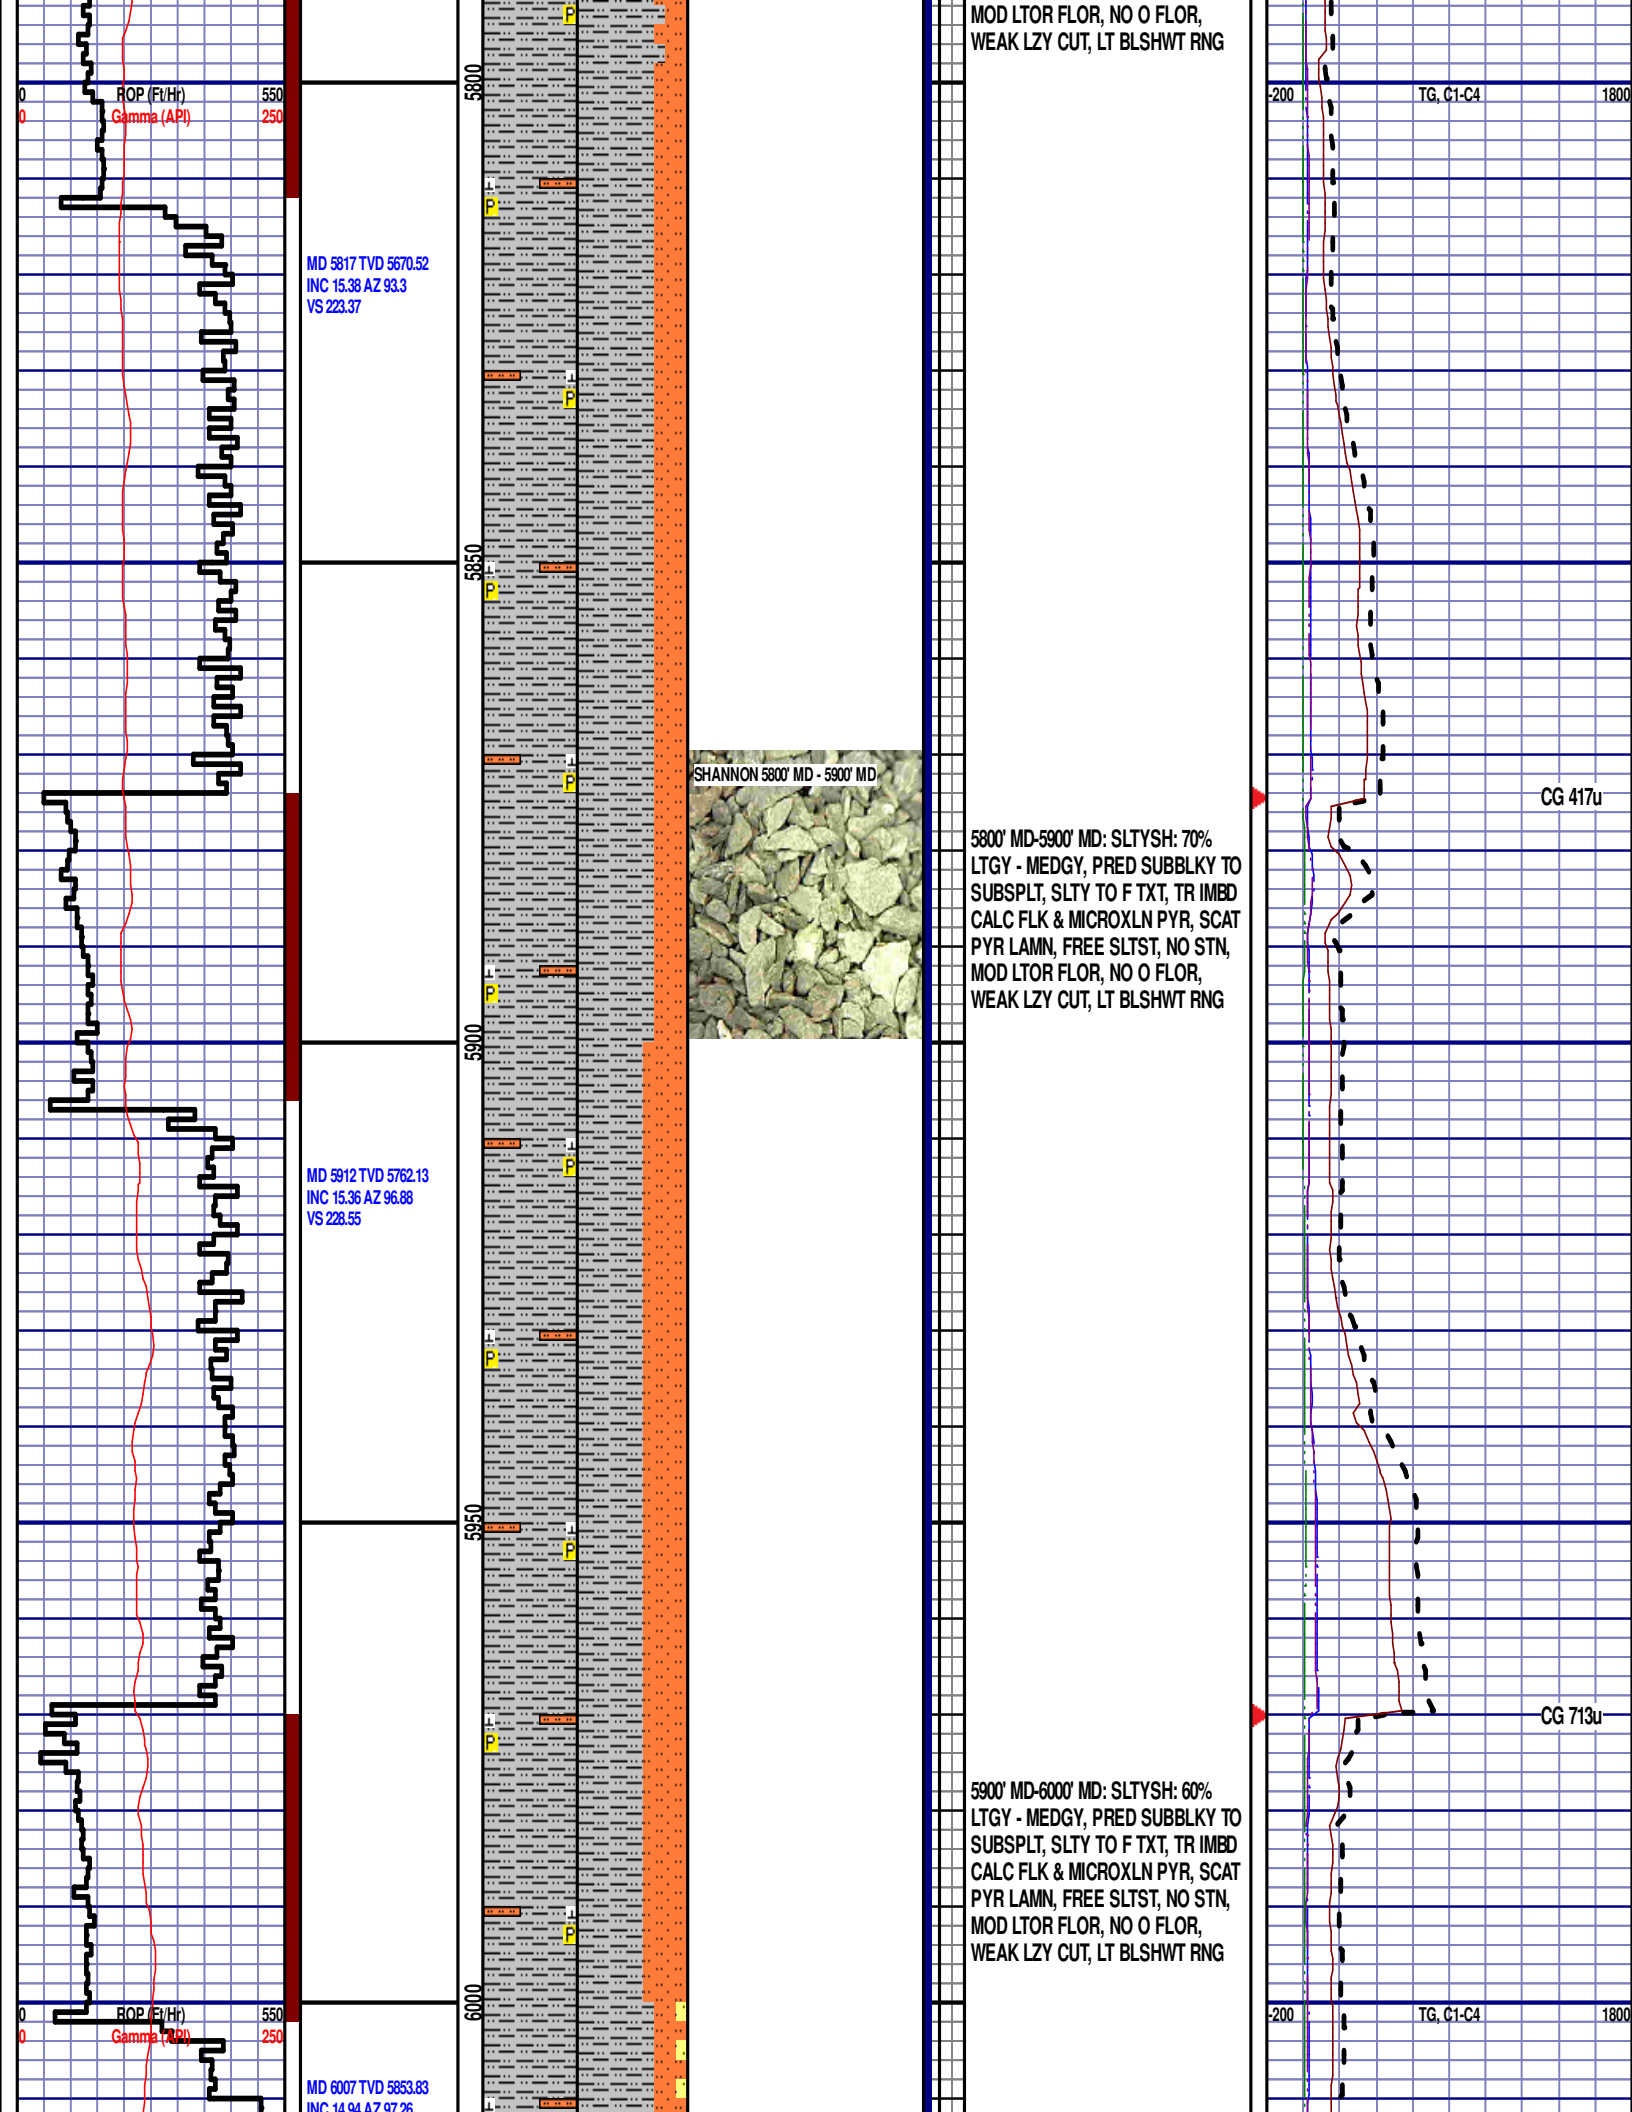 MOD LTOR FLOR, NO O FLOR,
WEAK LZY CUT, LT BLSHWT RNG
P
5800
0 ROP (Ft/Hr) 550
0 Gamma (API) 250
-200 TG, C1-C4 1800
P
MD 5817 TVD 5670.52
INC 15.38 AZ 93.3
VS 223.37
P
5850
P
SHANNON 5800' MD - 5900' MD
P
CG 417u
5800' MD-5900' MD: SLTYSH: 70%
LTGY - MEDGY, PRED SUBBLKY TO
SUBSPLT, SLTY TO F TXT, TR IMBD
CALC FLK & MICROXLN PYR, SCAT
PYR LAMN, FREE SLTST, NO STN,
MOD LTOR FLOR, NO O FLOR,
WEAK LZY CUT, LT BLSHWT RNG
P
5900
P
MD 5912 TVD 5762.13
INC 15.36 AZ 96.88
VS 228.55
P
5950
P
CG 713u
P
5900' MD-6000' MD: SLTYSH: 60%
LTGY - MEDGY, PRED SUBBLKY TO
SUBSPLT, SLTY TO F TXT, TR IMBD
CALC FLK & MICROXLN PYR, SCAT
PYR LAMN, FREE SLTST, NO STN,
MOD LTOR FLOR, NO O FLOR,
WEAK LZY CUT, LT BLSHWT RNG
P
6000
0 ROP (Ft/Hr) 550
0 Gamma (API) 250
-200 TG, C1-C4 1800
MD 6007 TVD 5853.83
INC 14.94 AZ 97.26